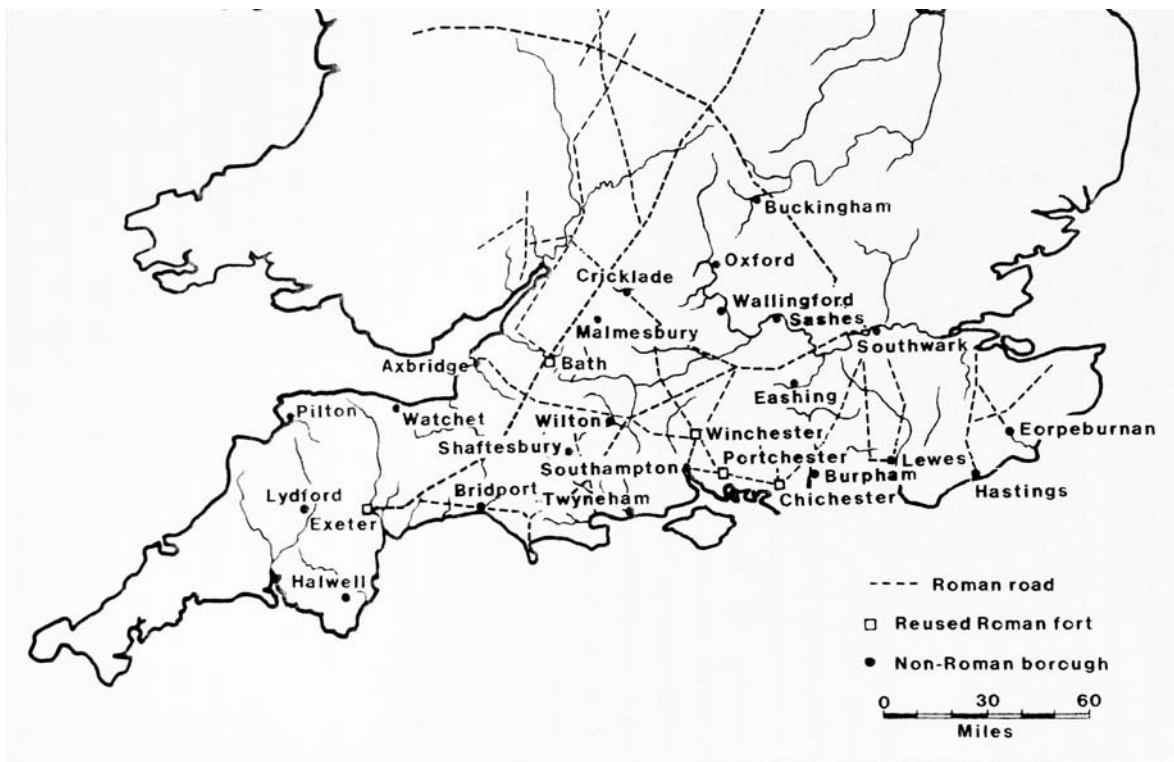 Buckingham
Oxford
Cricklade
Wallingford
Sashes
Malmesbury
Southwark
Axbridge
Bath
Eashing
Pilton
Watchet
Wilton
Winchester
Eorpeburnan
Shaftesbury
Portchester
Southampton
Burpham
Lewes
Lydford
Bridport
Twyneham
Chichester
Hastings
Exeter
Halwell
Roman road
Reused Roman fort
Non-Roman borough
0 30 60
Miles